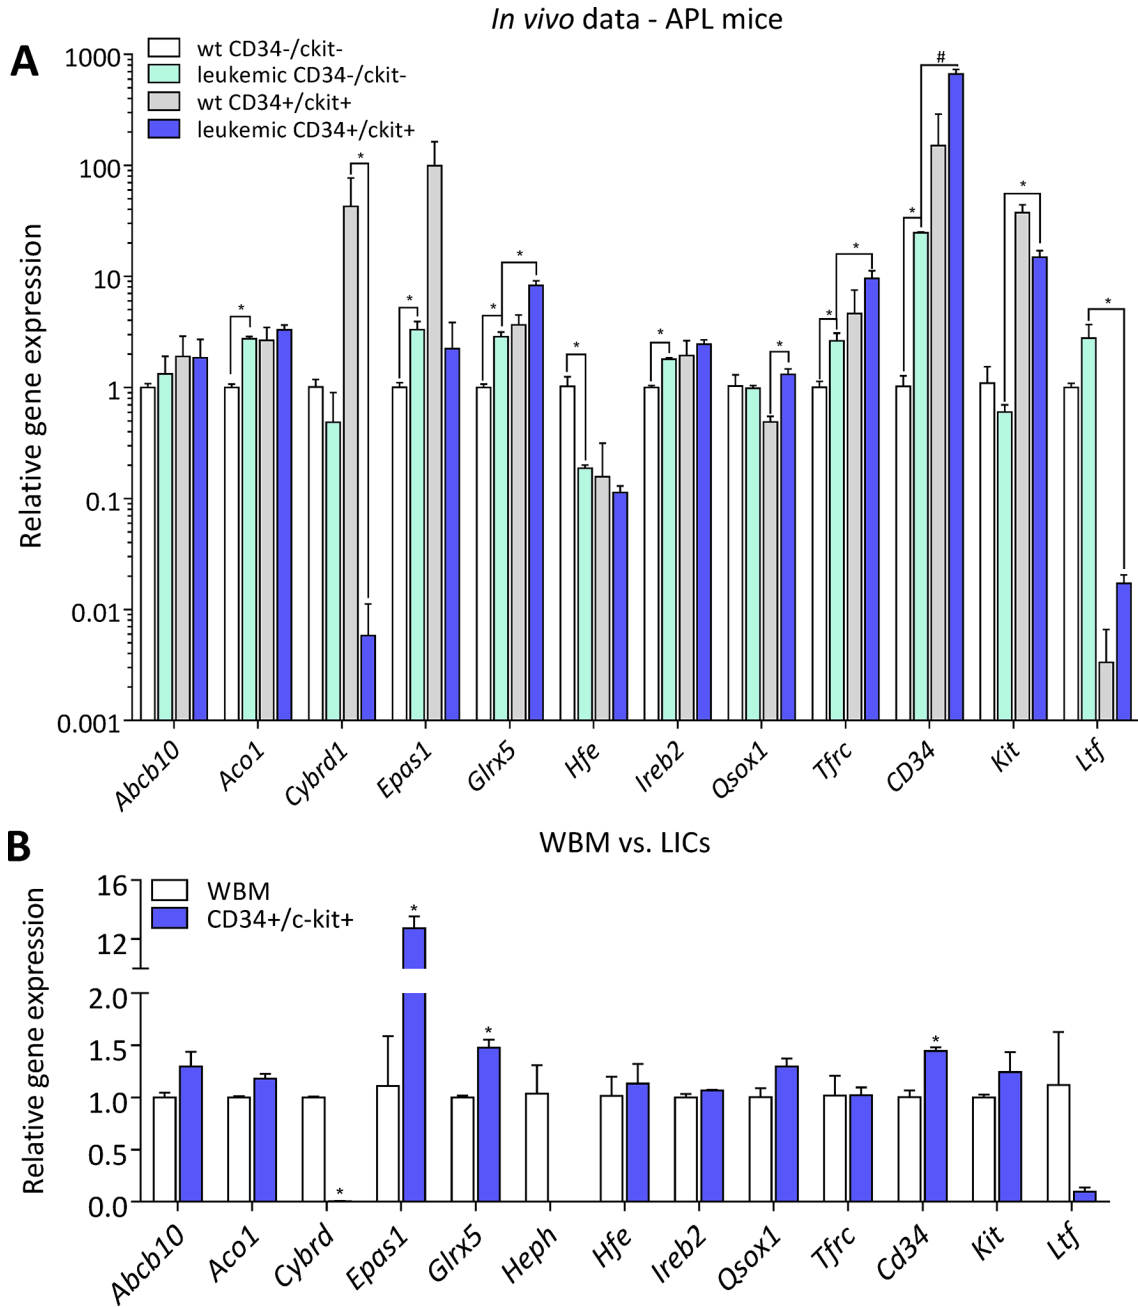 In vivo data - APL mice
A
wt CD34-/ckit-
leukemic CD34-/ckit-
wt CD34+/ckit+
leukemic CD34+/ckit+
Relative gene expression
1000
100
10
1
0.1
0.01
0.001
* * * * * * * * * * * * # * *
Abcb10 Aco1 Cybrd1 Epas1 Glrx5 Hfe Ireb2 Qsox1 Tfrc CD34 Kit Ltf
B
WBM vs. LICs
WBM
CD34+/c-kit+
Relative gene expression
16
12
2.0
1.5
1.0
0.5
0.0
* * * *
Abcb10 Aco1 Cybrd Epas1 Glrx5 Heph Hfe Ireb2 Qsox1 Tfrc Cd34 Kit Ltf